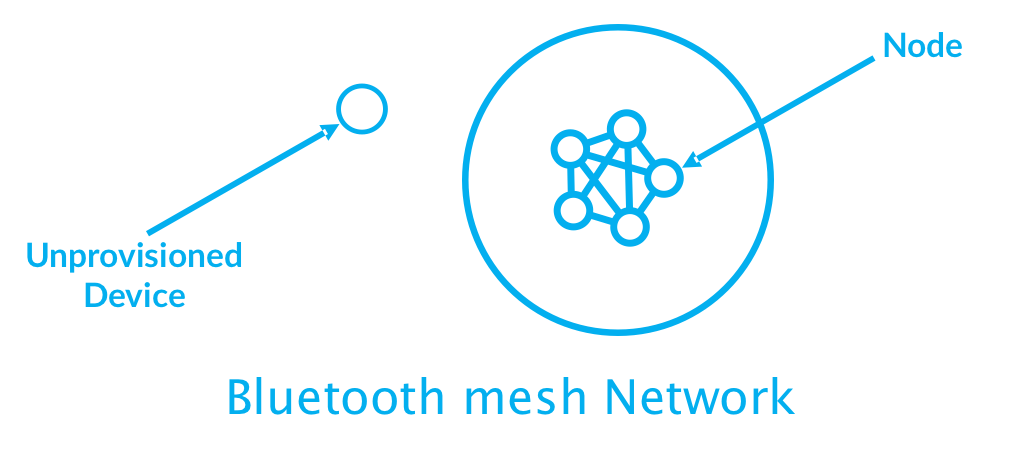 Node
Unprovisioned
Device
Bluetooth mesh Network